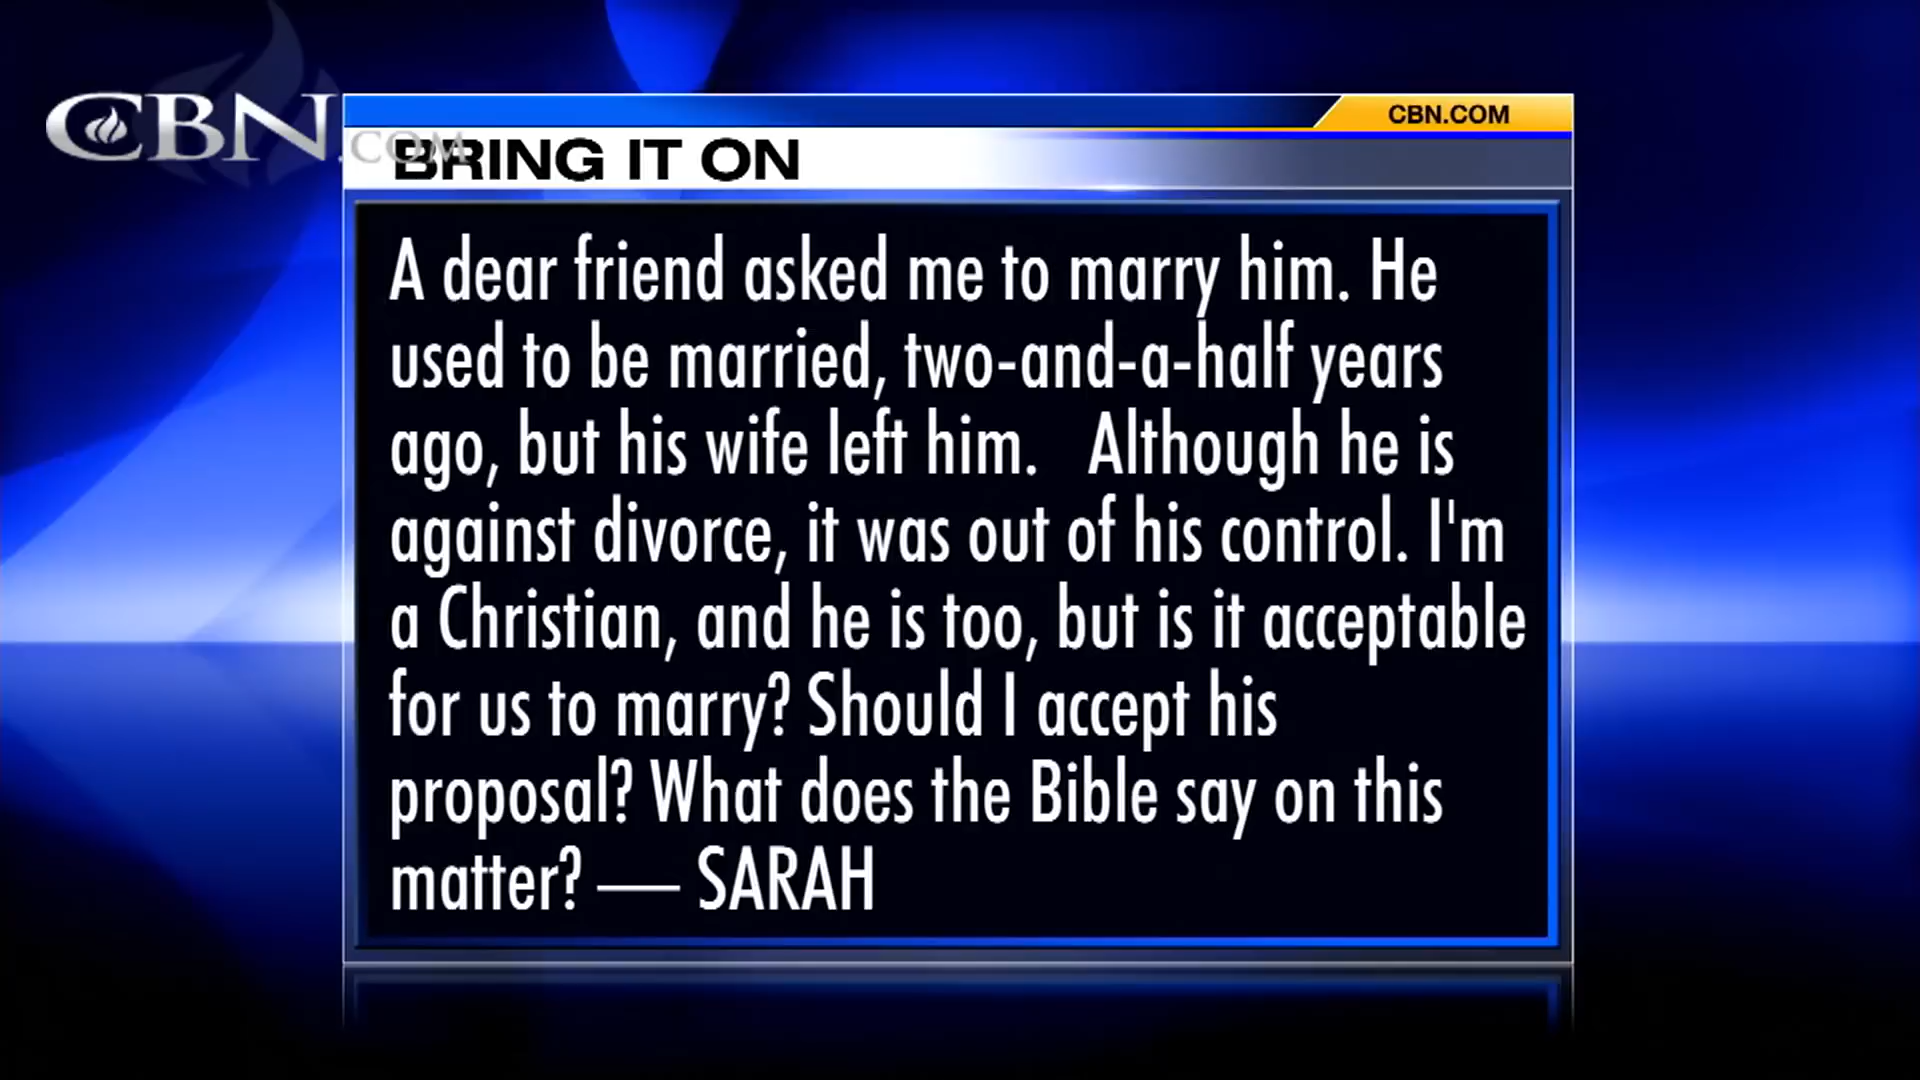 CBN.COM
CBN.COM
BRING IT ON
A dear friend asked me to marry him. He
used to be married, two-and-a-half years
ago, but his wife left him. Although he is
against divorce, it was out of his control. I'm
a Christian, and he is too, but is it acceptable
for us to marry? Should I accept his
proposal? What does the Bible say on this
matter? — SARAH